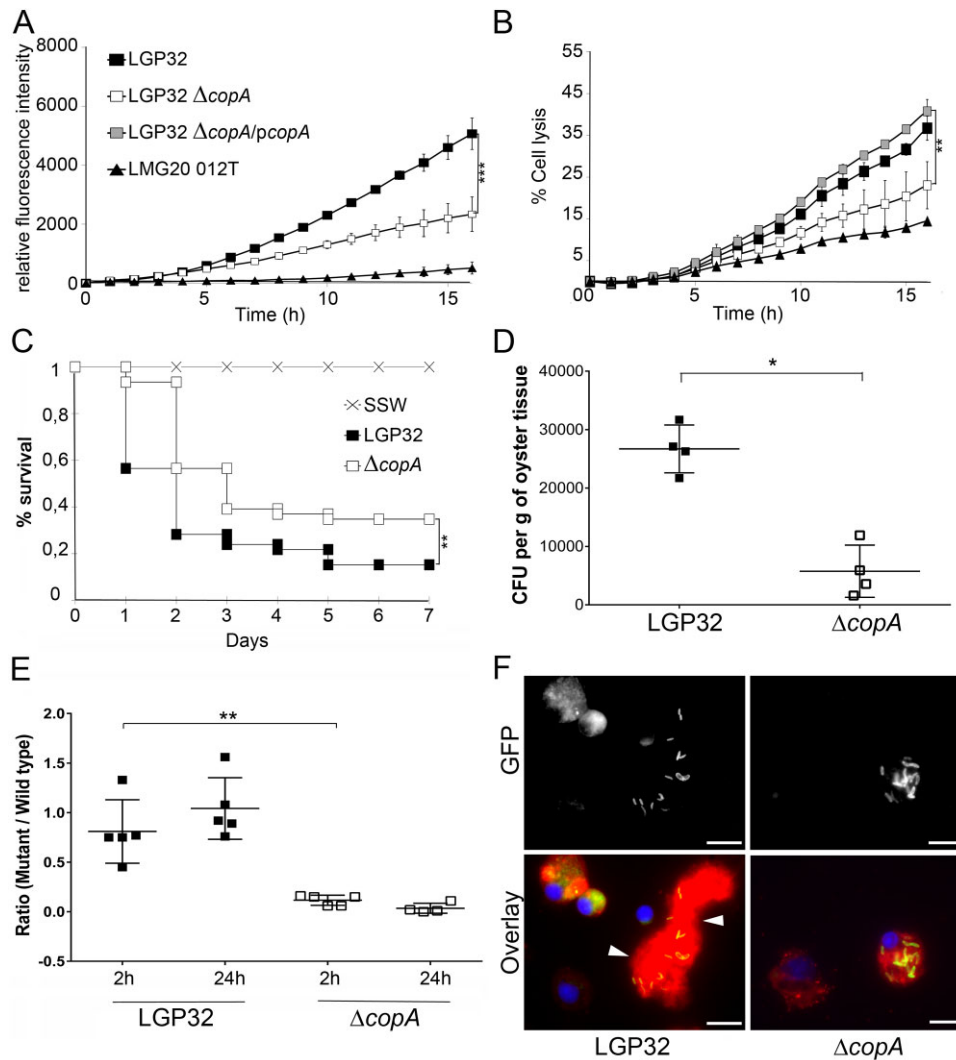 A
relative fluorescence intensity
8000
6000
4000
2000
0
0
5
10
15
Time (h)
LGP32
LGP32 ΔcopA
LGP32 ΔcopA/pcopA
LMG20 012T
***
B
% Cell lysis
55
45
35
25
15
5
0
0
5
10
15
Time (h)
**
C
% survival
1
0,8
0,6
0,4
0,2
0
0
1
2
3
4
5
6
7
Days
SSW
LGP32
ΔcopA
**
D
CFU per g of oyster tissue
40000
30000
20000
10000
0
*
LGP32
ΔcopA
E
Ratio (Mutant / Wild type)
2.0
1.5
1.0
0.5
0.0
-0.5
**
2h
24h
2h
24h
LGP32
ΔcopA
F
GFP
Overlay
LGP32
ΔcopA